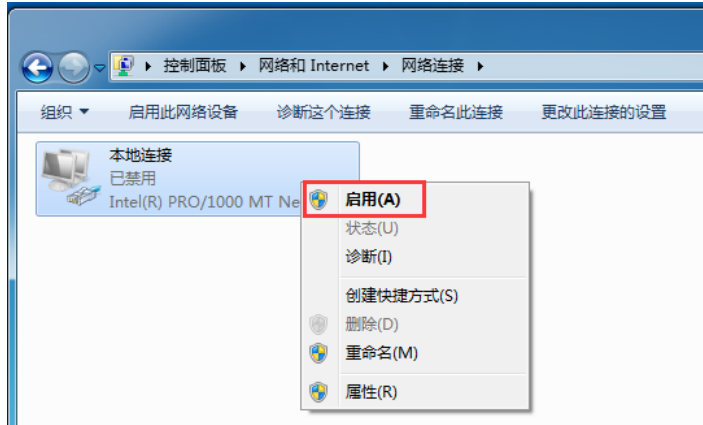 控制面板 网络和 Internet 网络连接
组织 启用此网络设备 诊断这个连接 重命名此连接 更改此连接的设置
本地连接
已禁用
Intel(R) PRO/1000 MT Ne
启用(A)
状态(U)
诊断(I)
创建快捷方式(S)
删除(D)
重命名(M)
属性(R)